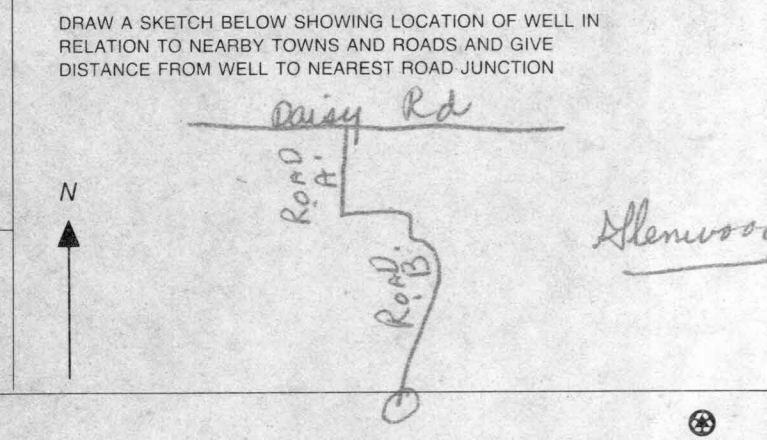 DRAW A SKETCH BELOW SHOWING LOCATION OF WELL IN
RELATION TO NEARBY TOWNS AND ROADS AND GIVE
DISTANCE FROM WELL TO NEAREST ROAD JUNCTION
Daisy Rd
ROAD
A
N
Glenwood
ROAD
B